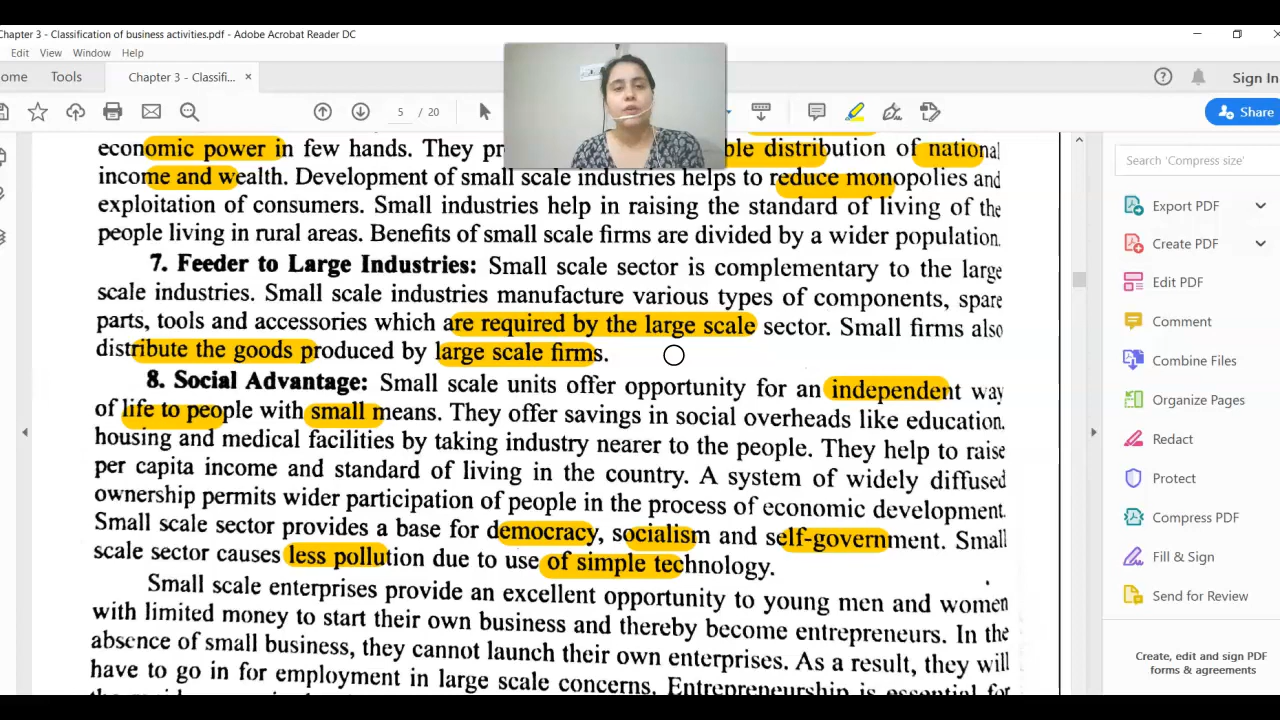 Chapter 3 - Classification of business activities.pdf - Adobe Acrobat Reader DC
Edit View Window Help
ome Tools Chapter 3 - Classifi... × Sign In
5 / 20 Share
economic power in few hands. They pr ble distribution of national
income and wealth. Development of small scale industries helps to reduce monopolies and
exploitation of consumers. Small industries help in raising the standard of living of the
people living in rural areas. Benefits of small scale firms are divided by a wider population.
7. Feeder to Large Industries: Small scale sector is complementary to the large
scale industries. Small scale industries manufacture various types of components, spare
parts, tools and accessories which are required by the large scale sector. Small firms also
distribute the goods produced by large scale firms.
8. Social Advantage: Small scale units offer opportunity for an independent way
of life to people with small means. They offer savings in social overheads like education.
housing and medical facilities by taking industry nearer to the people. They help to raise
per capita income and standard of living in the country. A system of widely diffused
ownership permits wider participation of people in the process of economic development.
Small scale sector provides a base for democracy, socialism and self-government. Small
scale sector causes less pollution due to use of simple technology.
Small scale enterprises provide an excellent opportunity to young men and women
with limited money to start their own business and thereby become entrepreneurs. In the
absence of small business, they cannot launch their own enterprises. As a result, they will
have to go in for employment in large scale concerns. Entrepreneurship is essential for
Search 'Compress size'
Export PDF
Create PDF
Edit PDF
Comment
Combine Files
Organize Pages
Redact
Protect
Compress PDF
Fill & Sign
Send for Review
Create, edit and sign PDF
forms & agreements